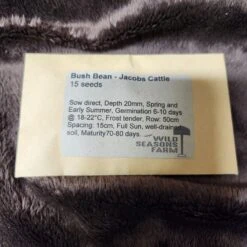 Bush Bean - Jacobs Cattle
15 seeds
Sow direct, Depth 20mm, Spring and
Early Summer, Germination 6-10 days
@ 18-22°C, Frost tender, Row: 50cm
Spacing: 15cm, Full Sun, well-drained
soil, Maturity70-80 days.
WILD
SEASONS
FARM